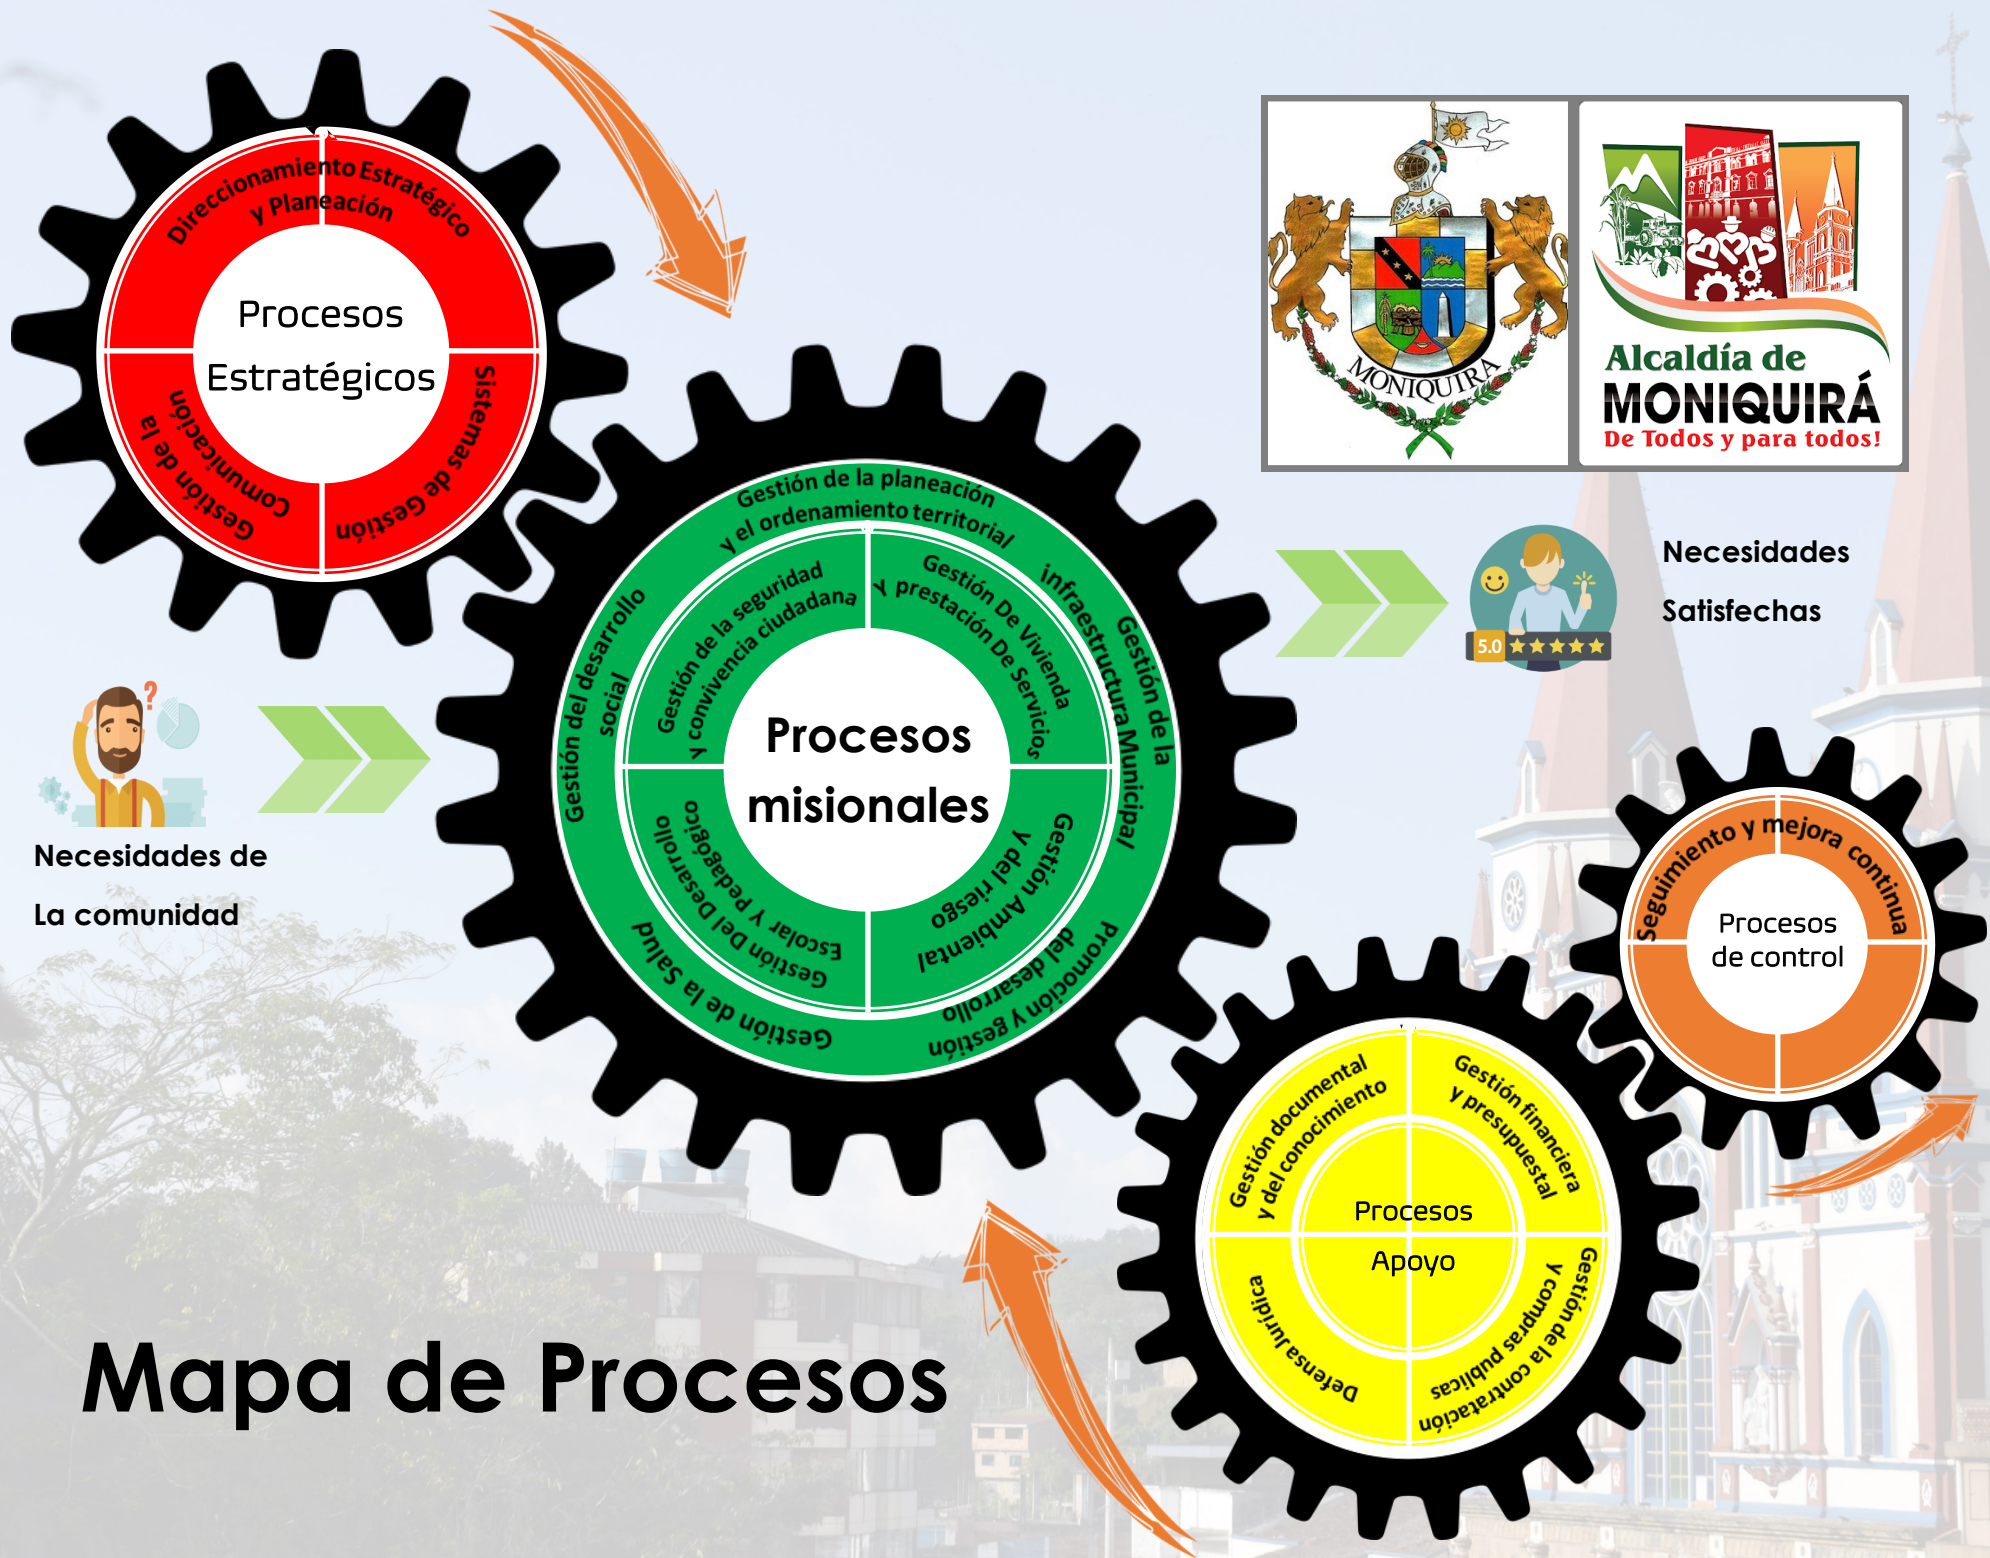 Direccionamiento Estratégico
y Planeación
Procesos
Estratégicos
Gestión de la
Comunicación
Sistemas de Gestión
MONIQUIRA
Alcaldía de
MONIQUIRÁ
De Todos y para todos!
Gestión de la planeación
y el ordenamiento territorial
Gestión del desarrollo
social
Gestión de la
infraestructura Municipal
Gestión de la seguridad
y convivencia ciudadana
Gestión De Vivienda
Y prestación De Servicios
Procesos
misionales
Gestión Del Desarrollo
Escolar Y Pedagógico
Gestión Ambiental
y del riesgo
Gestión de la Salud
Promoción y gestión
del desarrollo
Necesidades
Satisfechas
5.0
?
Necesidades de
La comunidad
Seguimiento y mejora continua
Procesos
de control
Gestión documental
y del conocimiento
Gestión financiera
y presupuestal
Procesos
Apoyo
Defensa Jurídica
Gestión de la contratación
y compras publicas
Mapa de Procesos